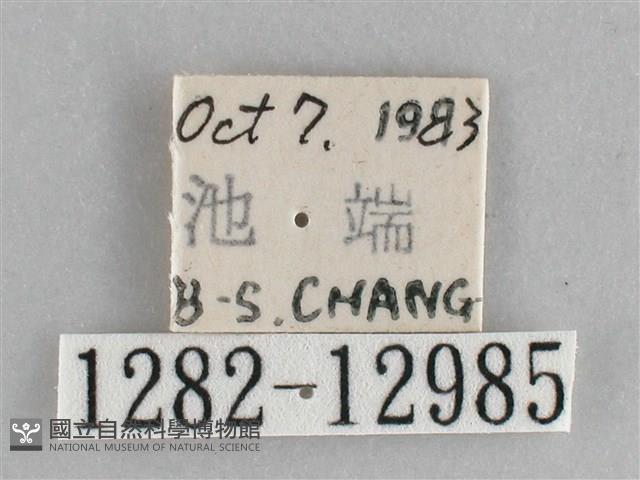 Oct 7. 1983
池端
B-S. CHANG
1282-12985
國立自然科學博物館
NATIONAL MUSEUM OF NATURAL SCIENCE